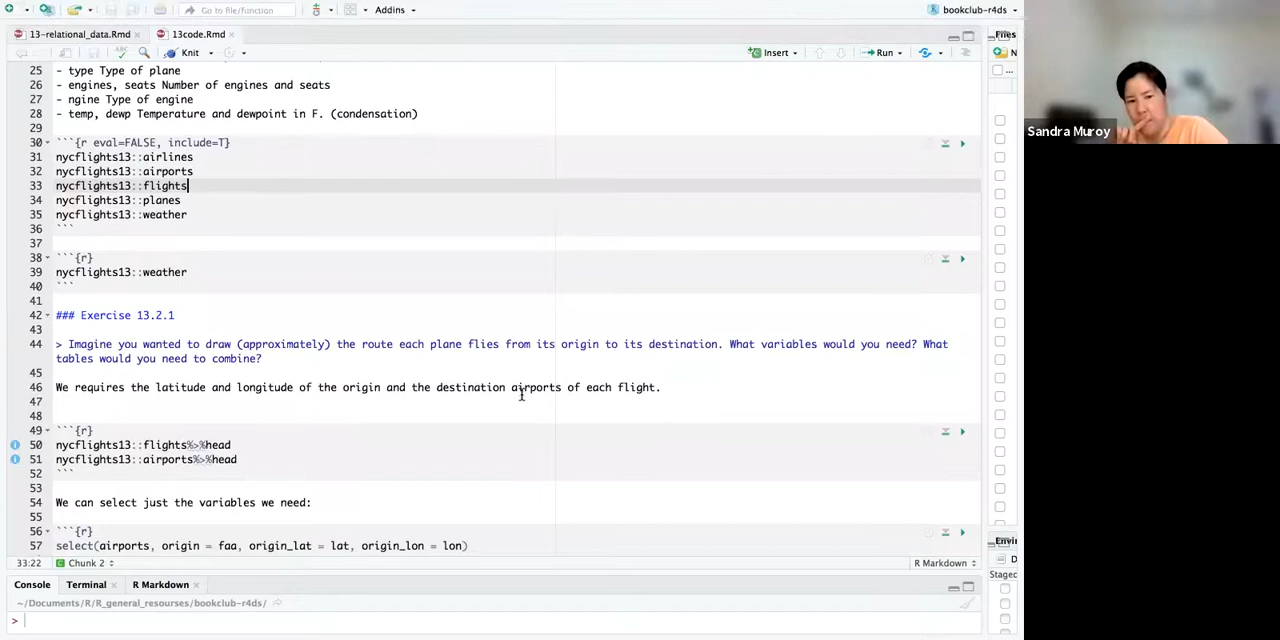 Go to file/function
Addins
bookclub-r4ds
13-relational_data.Rmd
13code.Rmd
Files
Knit
Insert
Run
N
...
25 - type Type of plane
26 - engines, seats Number of engines and seats
27 - ngine Type of engine
28 - temp, dewp Temperature and dewpoint in F. (condensation)
29
30 ```{r eval=FALSE, include=T}
31 nycflights13::airlines
32 nycflights13::airports
33 nycflights13::flights
34 nycflights13::planes
35 nycflights13::weather
36 ```
37
38 ```{r}
39 nycflights13::weather
40 ```
41
42 ### Exercise 13.2.1
43
44 > Imagine you wanted to draw (approximately) the route each plane flies from its origin to its destination. What variables would you need? What
tables would you need to combine?
45
46 We requires the latitude and longitude of the origin and the destination airports of each flight.
47
48
49 ```{r}
50 nycflights13::flights%>%head
51 nycflights13::airports%>%head
52 ```
53
54 We can select just the variables we need:
55
56 ```{r}
57 select(airports, origin = faa, origin_lat = lat, origin_lon = lon)
33:22 Chunk 2 R Markdown
Console Terminal R Markdown
~/Documents/R/R_general_resourses/bookclub-r4ds/
>
Envir
D
Staged
Sandra Muroy